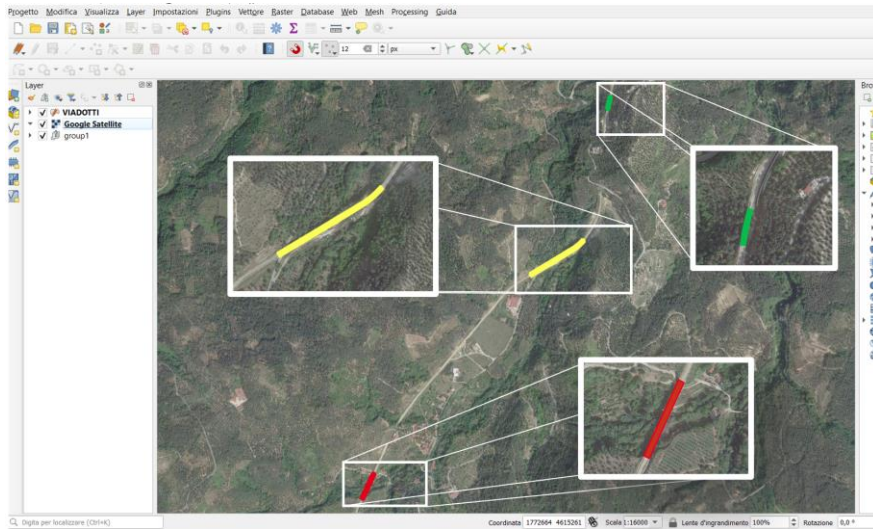 Progetto Modifica Visualizza Layer Impostazioni Plugins Vettore Raster Database Web Mesh Processing Guida
12 px
Layer
Bro
VIADOTTI
Google Satellite
group1
Digita per localizzare (Ctrl+K)
Coordinata 1772664 4615261 Scala 1:16000 Lente d'ingrandimento 100% Rotazione 0,0 °